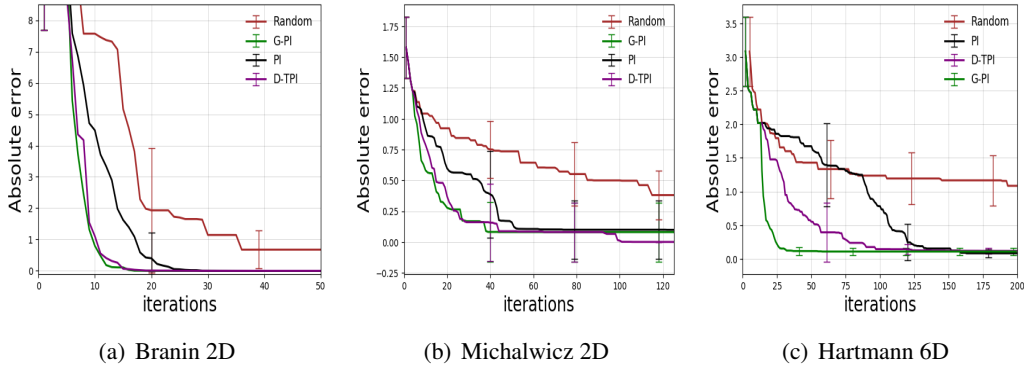 8
7
6
5
4
3
2
1
0
Absolute error
0 10 20 30 40 50
iterations
Random
G-PI
PI
D-TPI
(a) Branin 2D
1.75
1.50
1.25
1.00
0.75
0.50
0.25
0.00
−0.25
Absolute error
0 20 40 60 80 100 120
iterations
Random
G-PI
PI
D-TPI
(b) Michalwicz 2D
3.5
3.0
2.5
2.0
1.5
1.0
0.5
0.0
Absolute error
0 25 50 75 100 125 150 175 200
iterations
Random
PI
D-TPI
G-PI
(c) Hartmann 6D